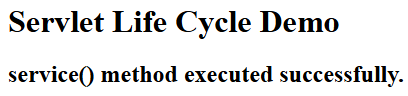 Servlet Life Cycle Demo
service() method executed successfully.